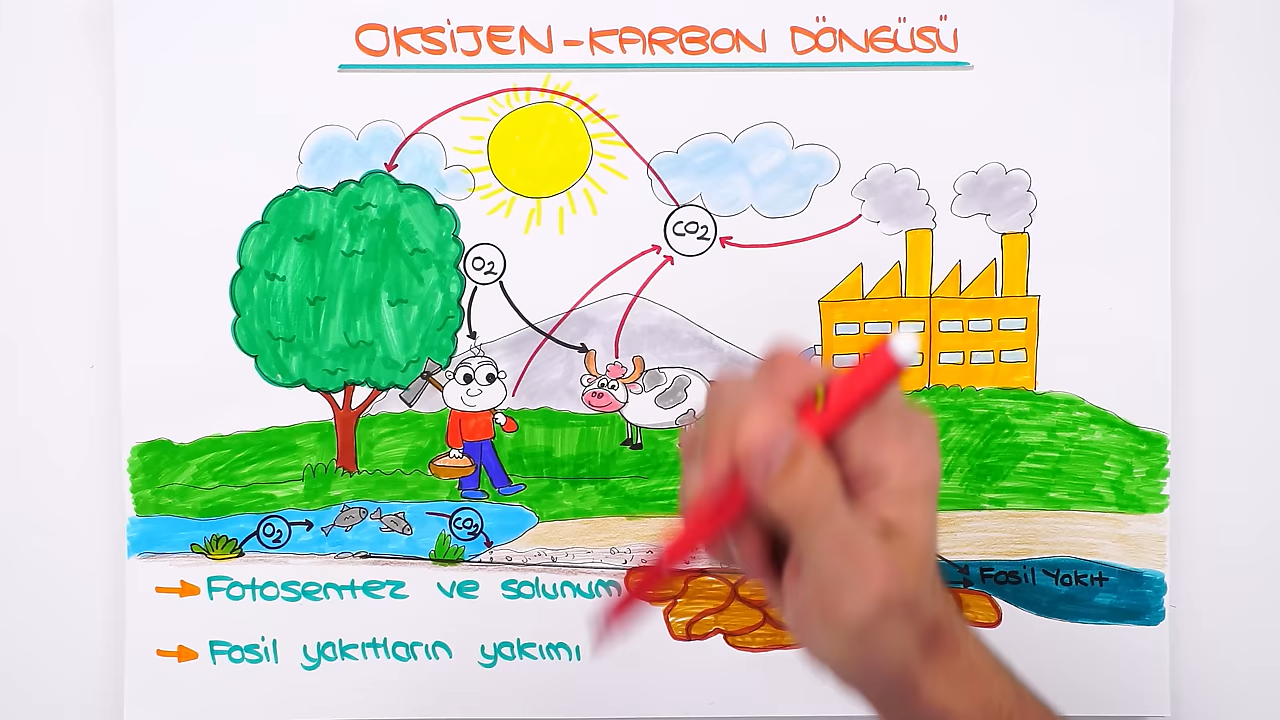 OKSİJEN-KARBON DÖNGÜSÜ
CO2
O2
O2
CO2
Fosil Yakıt
Fotosentez ve solunum
Fosil yakıtların yakımı